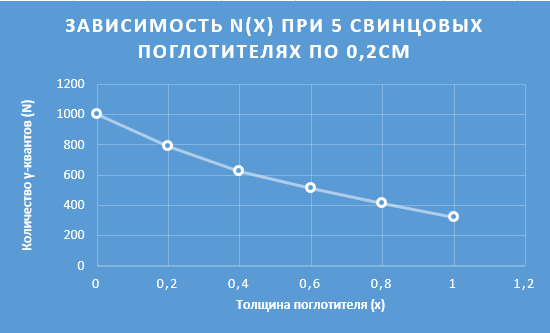 ЗАВИСИМОСТЬ N(X) ПРИ 5 СВИНЦОВЫХ
ПОГЛОТИТЕЛЯХ ПО 0,2СМ
Количество γ-квантов (N)
1200
1000
800
600
400
200
0
0 0,2 0,4 0,6 0,8 1 1,2
Толщина поглотителя (x)